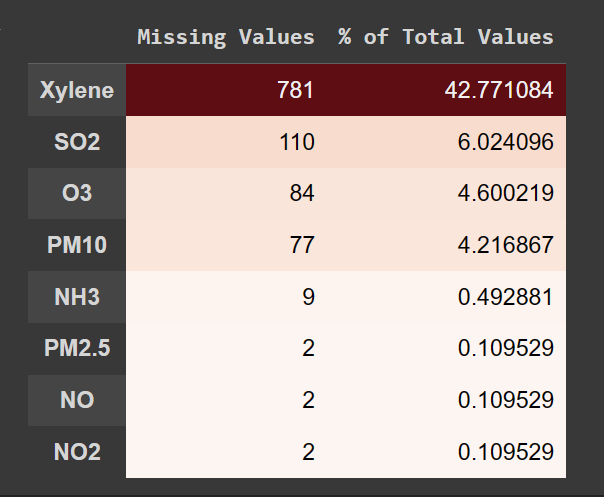 Missing Values % of Total Values
Xylene 781 42.771084
SO2 110 6.024096
O3 84 4.600219
PM10 77 4.216867
NH3 9 0.492881
PM2.5 2 0.109529
NO 2 0.109529
NO2 2 0.109529